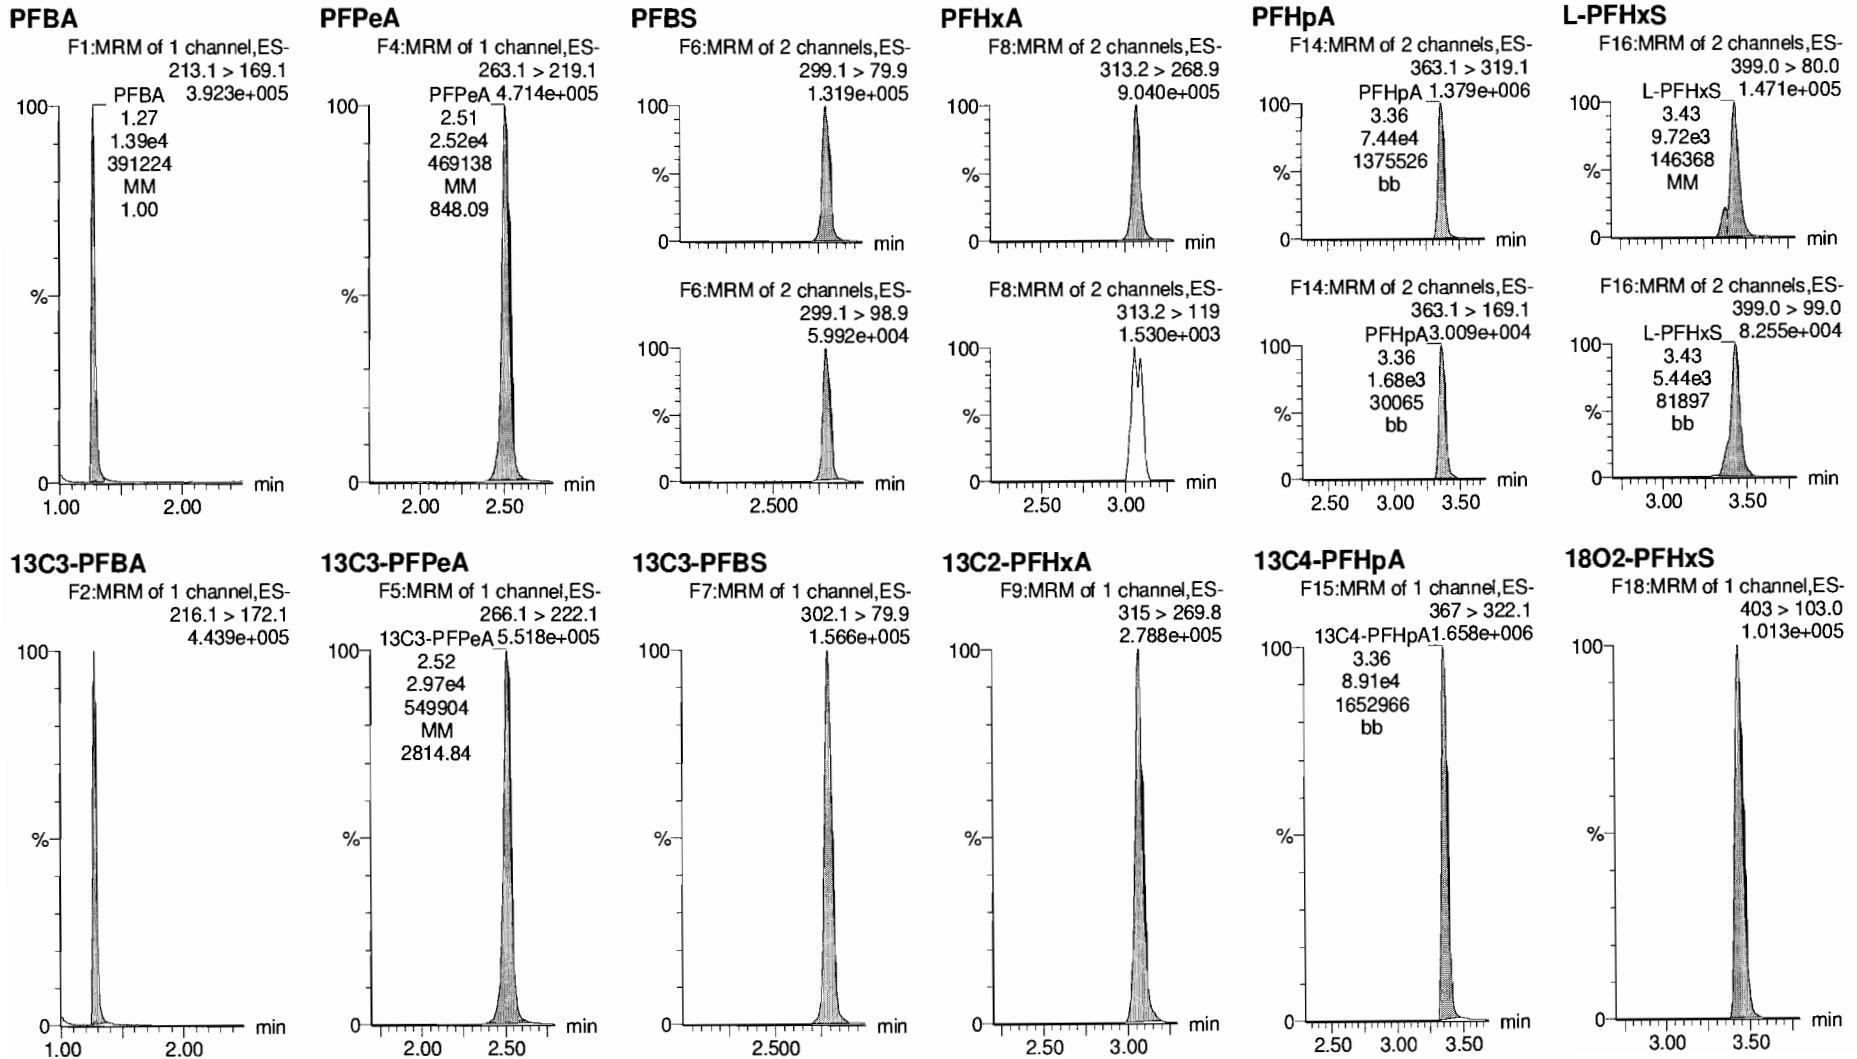 PFBA
F1:MRM of 1 channel,ES-
213.1 > 169.1
3.923e+005
PFBA
1.27
1.39e4
391224
MM
1.00
100
%
0
min
1.00 2.00
PFPeA
F4:MRM of 1 channel,ES-
263.1 > 219.1
PFPeA 4.714e+005
2.51
2.52e4
469138
MM
848.09
100
%
0
min
2.00 2.50
PFBS
F6:MRM of 2 channels,ES-
299.1 > 79.9
1.319e+005
100
%
0
min
F6:MRM of 2 channels,ES-
299.1 > 98.9
5.992e+004
100
%
0
min
2.500
PFHxA
F8:MRM of 2 channels,ES-
313.2 > 268.9
9.040e+005
100
%
0
min
F8:MRM of 2 channels,ES-
313.2 > 119
1.530e+003
100
%
0
min
2.50 3.00
PFHpA
F14:MRM of 2 channels,ES-
363.1 > 319.1
PFHpA 1.379e+006
3.36
7.44e4
1375526
bb
100
%
0
min
F14:MRM of 2 channels,ES-
363.1 > 169.1
PFHpA 3.009e+004
3.36
1.68e3
30065
bb
100
%
0
min
2.50 3.00 3.50
L-PFHxS
F16:MRM of 2 channels,ES-
399.0 > 80.0
L-PFHxS 1.471e+005
3.43
9.72e3
146368
MM
100
%
0
min
F16:MRM of 2 channels,ES-
399.0 > 99.0
L-PFHxS 8.255e+004
3.43
5.44e3
81897
bb
100
%
0
min
3.00 3.50
13C3-PFBA
F2:MRM of 1 channel,ES-
216.1 > 172.1
4.439e+005
100
%
0
min
1.00 2.00
13C3-PFPeA
F5:MRM of 1 channel,ES-
266.1 > 222.1
13C3-PFPeA 5.518e+005
2.52
2.97e4
549904
MM
2814.84
100
%
0
min
2.00 2.50
13C3-PFBS
F7:MRM of 1 channel,ES-
302.1 > 79.9
1.566e+005
100
%
0
min
2.500
13C2-PFHxA
F9:MRM of 1 channel,ES-
315 > 269.8
2.788e+005
100
%
0
min
2.50 3.00
13C4-PFHpA
F15:MRM of 1 channel,ES-
367 > 322.1
13C4-PFHpA 1.658e+006
3.36
8.91e4
1652966
bb
100
%
0
min
2.50 3.00 3.50
18O2-PFHxS
F18:MRM of 1 channel,ES-
403 > 103.0
1.013e+005
100
%
0
min
3.00 3.50